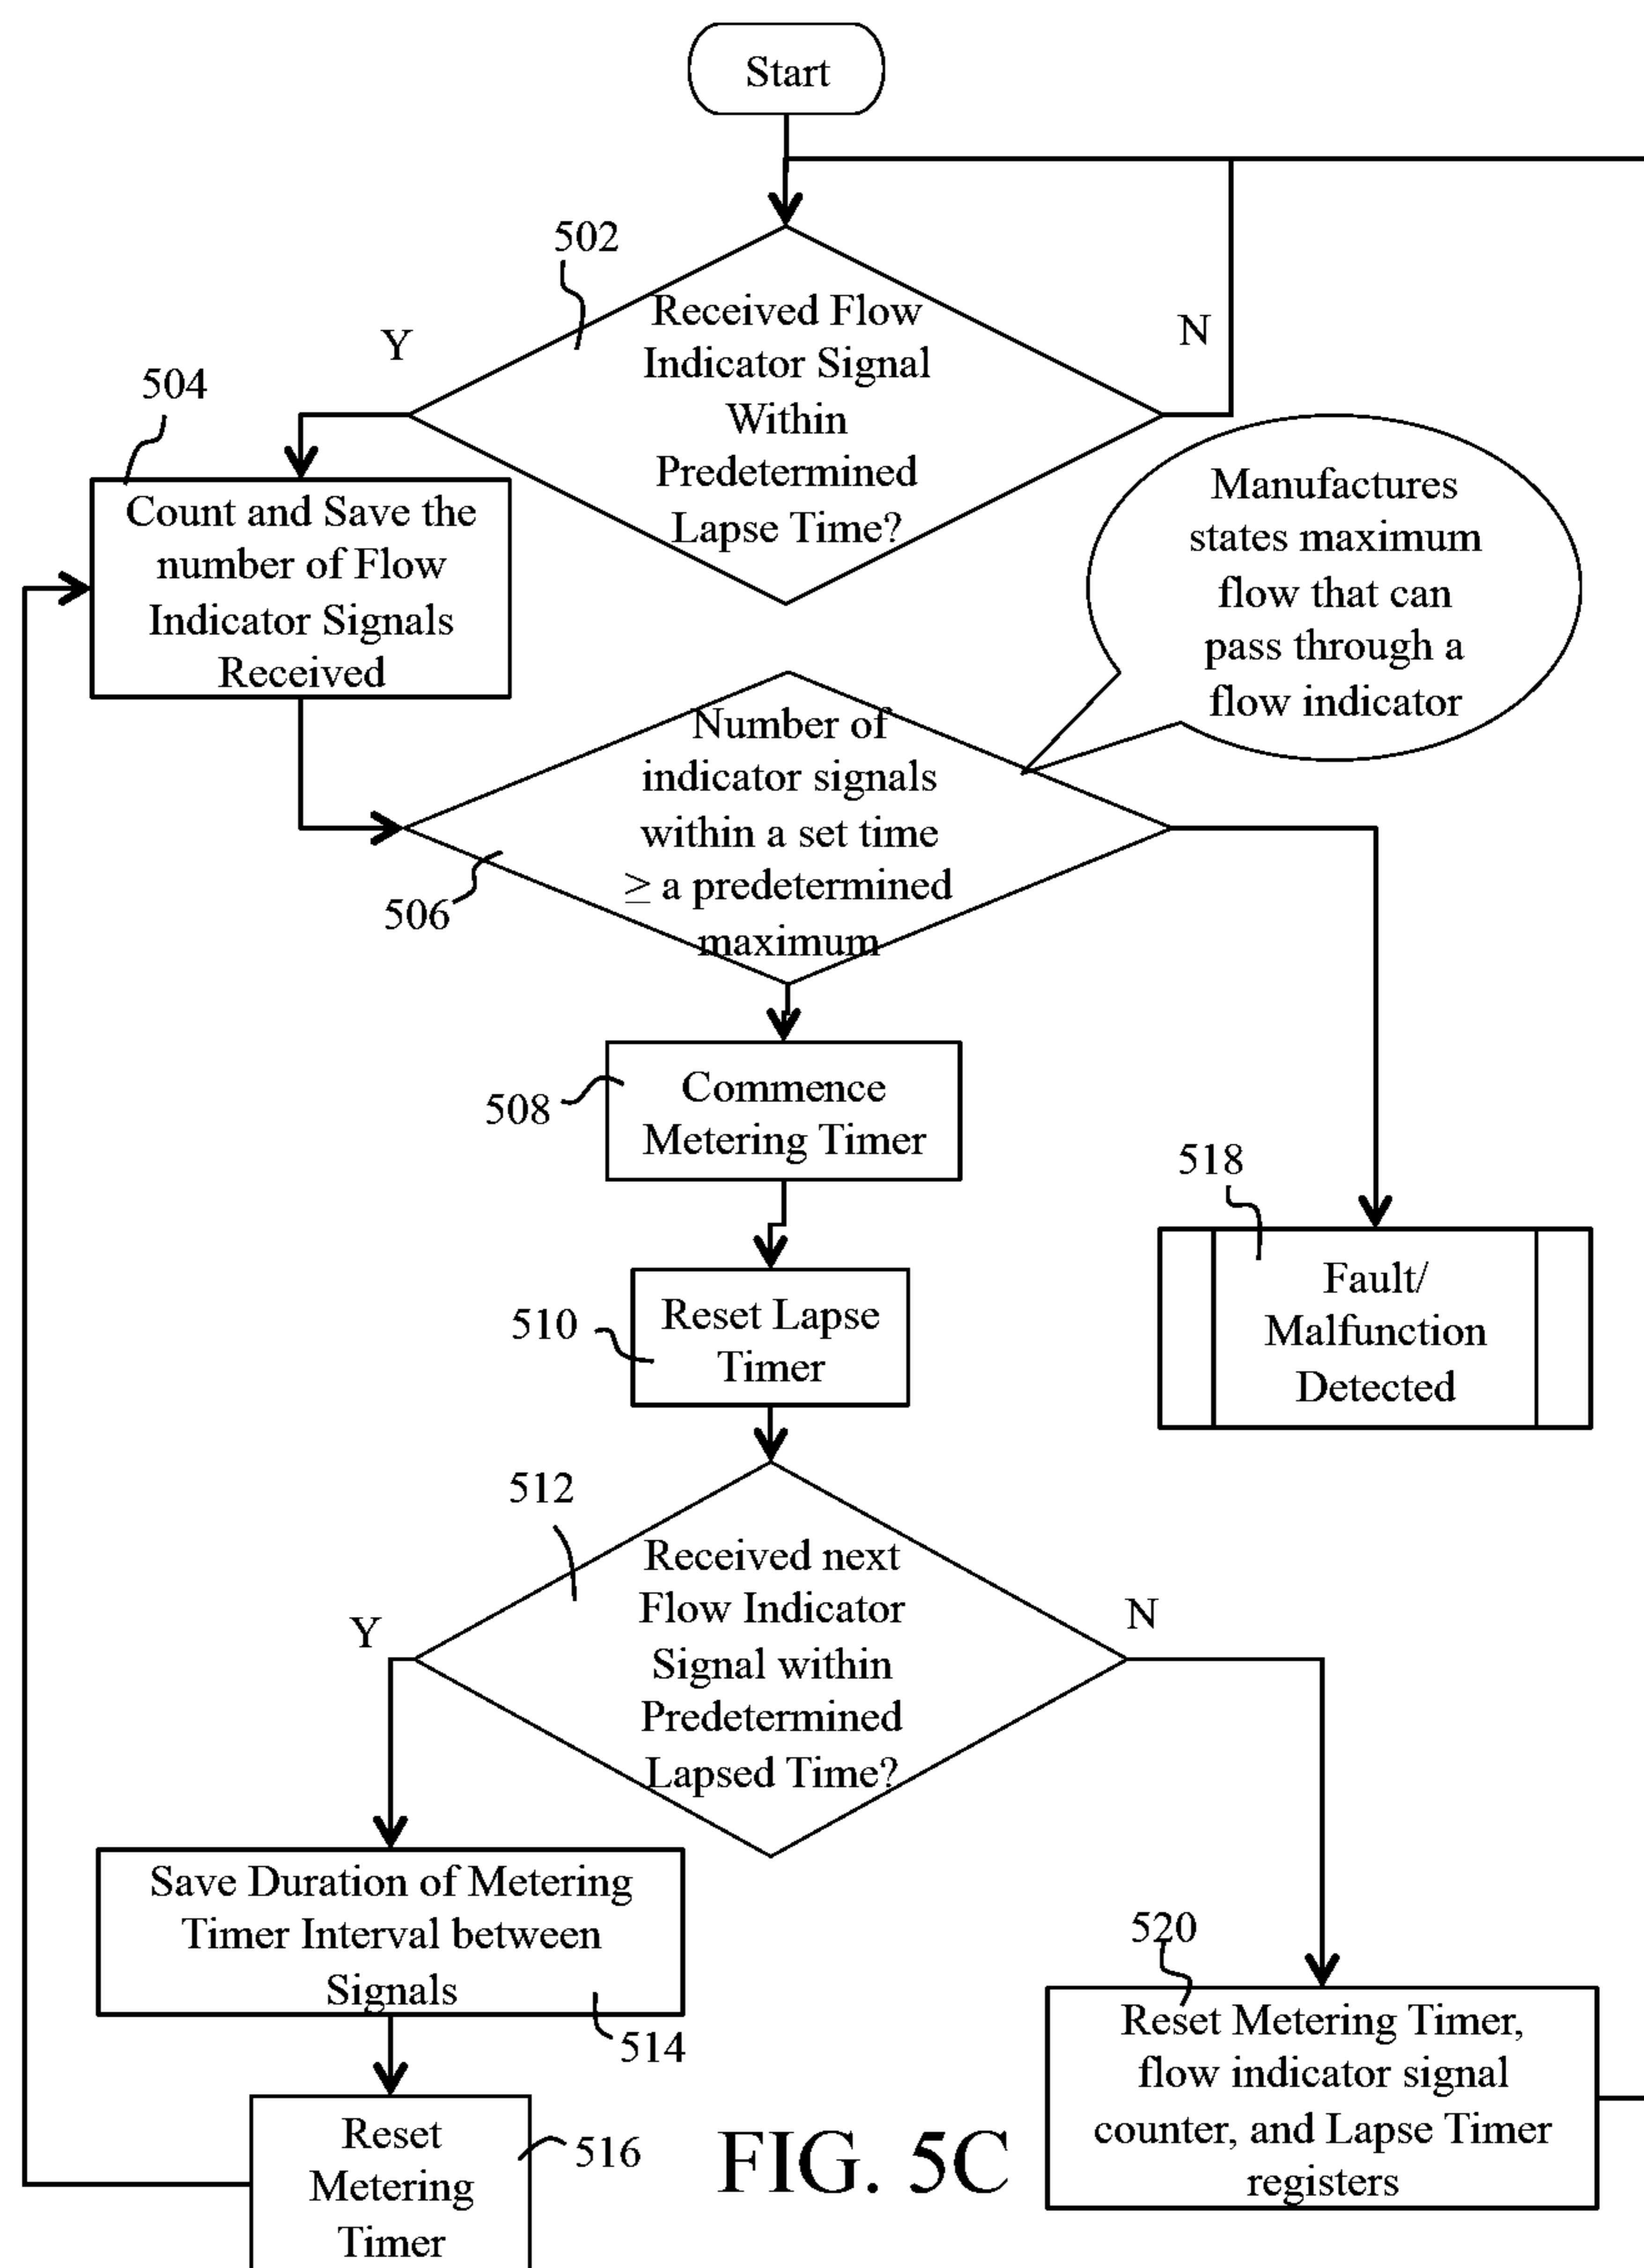 Start
502
Received Flow
Indicator Signal
Within
Predetermined
Lapse Time?
Y
N
504
Count and Save the
number of Flow
Indicator Signals
Received
Manufactures
states maximum
flow that can
pass through a
flow indicator
Number of
indicator signals
within a set time
≥ a predetermined
maximum
506
Commence
Metering Timer
508
518
Fault/
Malfunction
Detected
Reset Lapse
Timer
510
512
Received next
Flow Indicator
Signal within
Predetermined
Lapsed Time?
Y
N
Save Duration of Metering
Timer Interval between
Signals
514
520
Reset Metering Timer,
flow indicator signal
counter, and Lapse Timer
registers
Reset
Metering
Timer
516
FIG. 5C